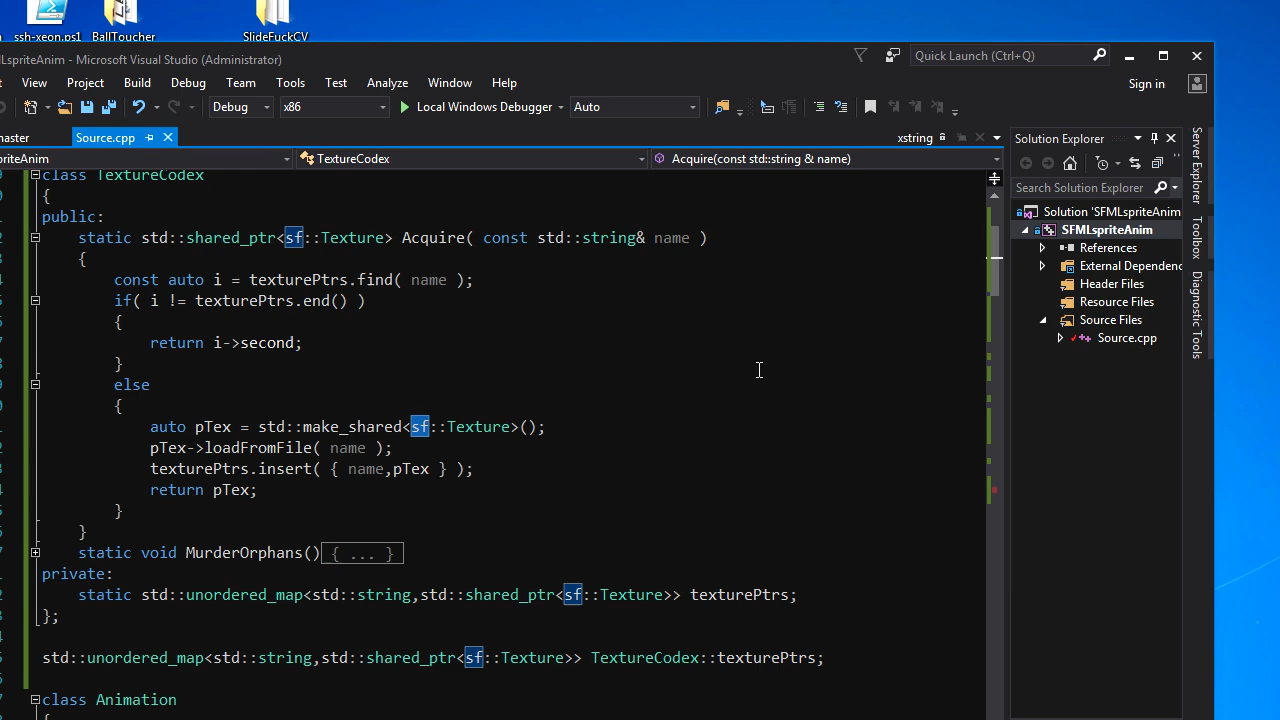 ssh-xeon.ps1 BallToucher SlideFuckCV
MLspriteAnim - Microsoft Visual Studio (Administrator) Quick Launch (Ctrl+Q)
View Project Build Debug Team Tools Test Analyze Window Help Sign in
Debug x86 Local Windows Debugger Auto
Source.cpp xstring Solution Explorer
priteAnim TextureCodex Acquire(const std::string & name)
Search Solution Explorer
Solution 'SFMLspriteAnim
SFMLspriteAnim
References
External Dependenc
Header Files
Resource Files
Source Files
Source.cpp
Server Explorer
Toolbox
Diagnostic Tools
class TextureCodex
{
public:
static std::shared_ptr<sf::Texture> Acquire( const std::string& name )
{
const auto i = texturePtrs.find( name );
if( i != texturePtrs.end() )
{
return i->second;
}
else
{
auto pTex = std::make_shared<sf::Texture>();
pTex->loadFromFile( name );
texturePtrs.insert( { name,pTex } );
return pTex;
}
}
static void MurderOrphans(){ ... }
private:
static std::unordered_map<std::string,std::shared_ptr<sf::Texture>> texturePtrs;
};
std::unordered_map<std::string,std::shared_ptr<sf::Texture>> TextureCodex::texturePtrs;
class Animation